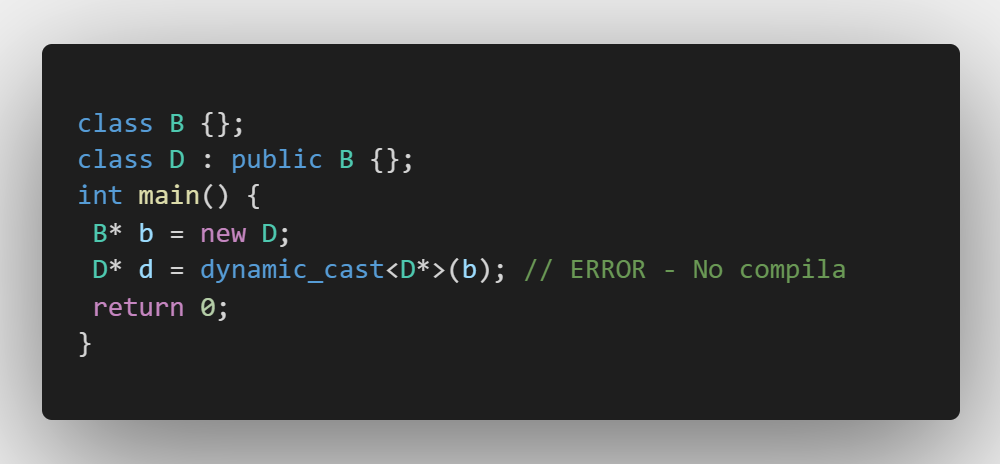 class B {};
class D : public B {};
int main() {
 B* b = new D;
 D* d = dynamic_cast<D*>(b); // ERROR - No compila
 return 0;
}